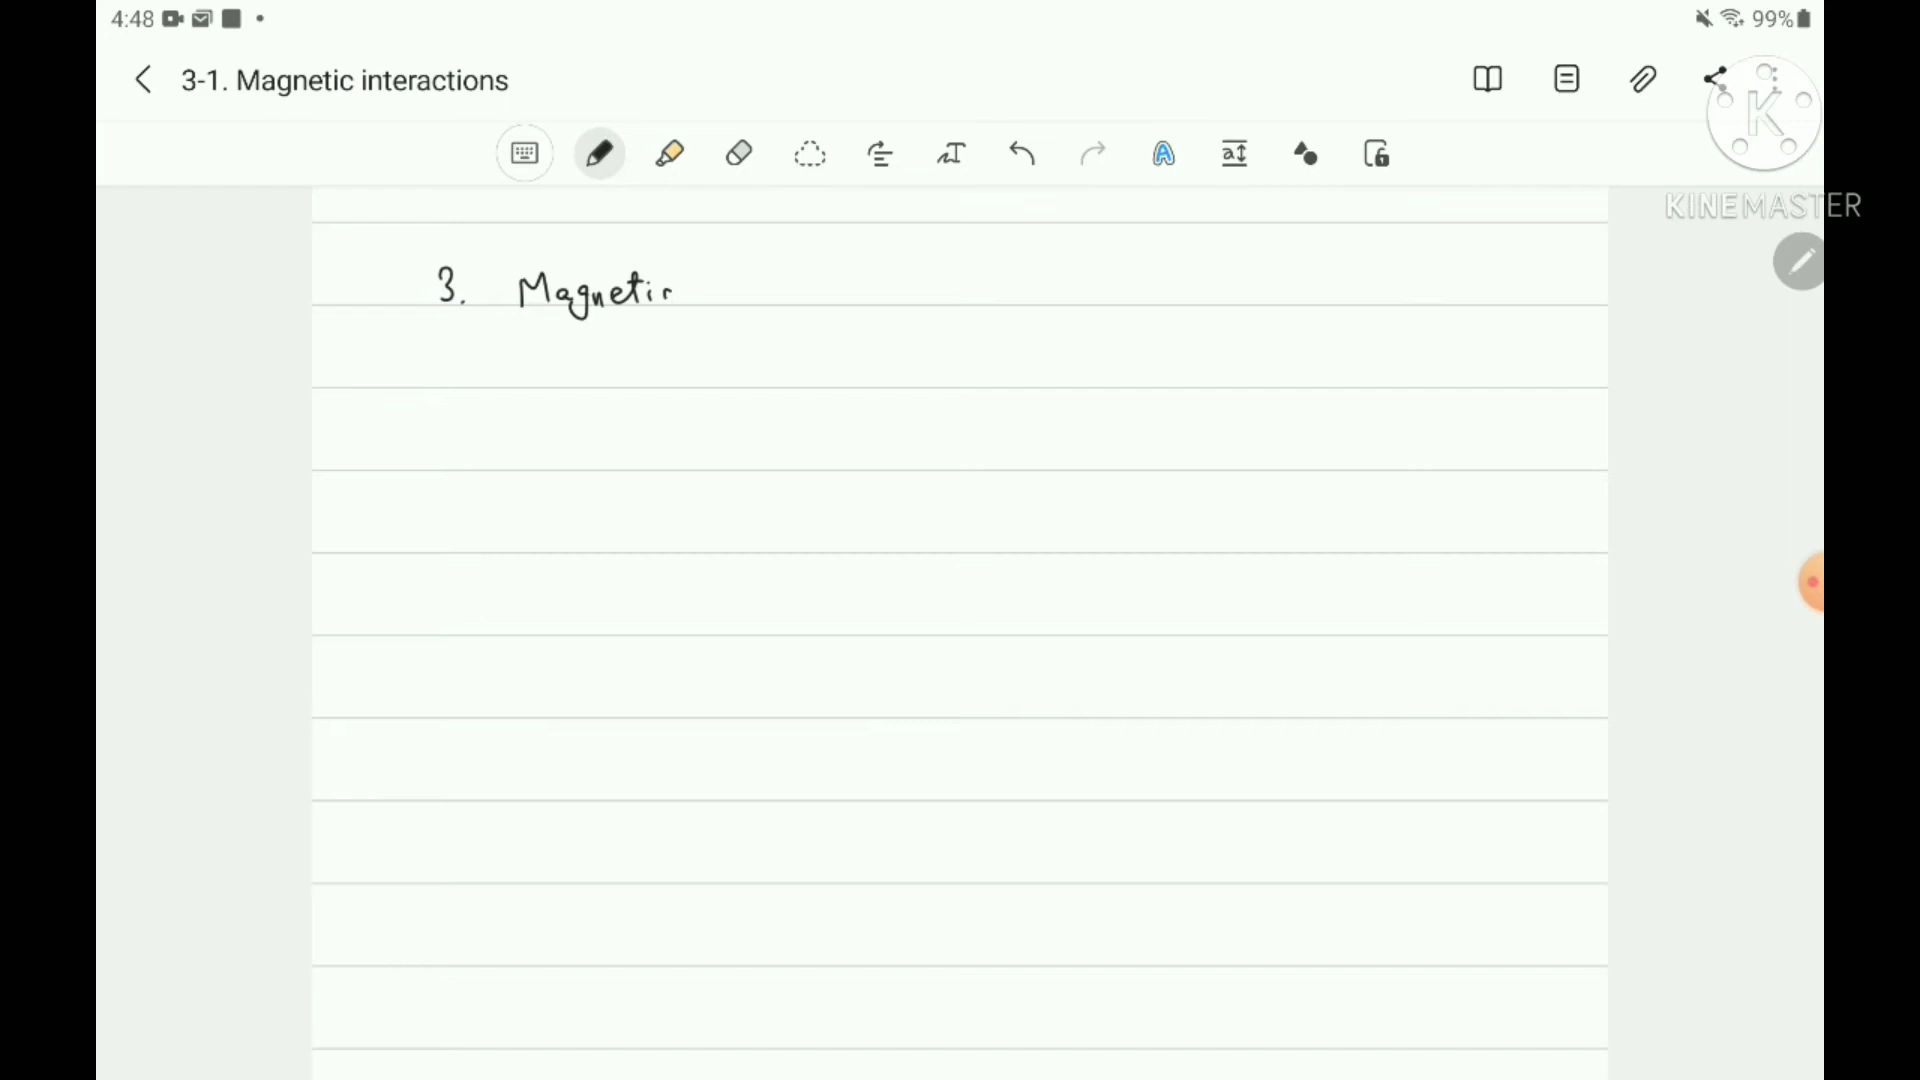 4:48
99%
3-1. Magnetic interactions
KINEMASTER
3. Magnetic